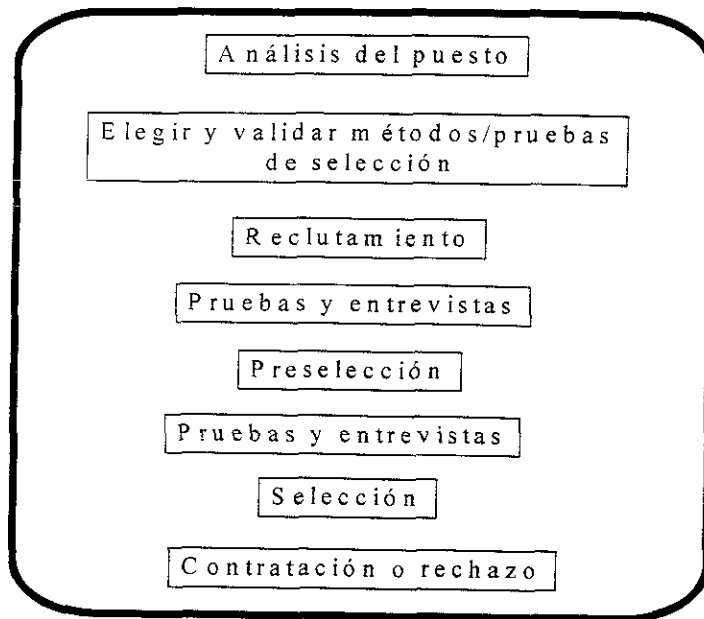 Análisis del puesto
Elegir y validar métodos/pruebas
de selección
Reclutamiento
Pruebas y entrevistas
Preselección
Pruebas y entrevistas
Selección
Contratación o rechazo